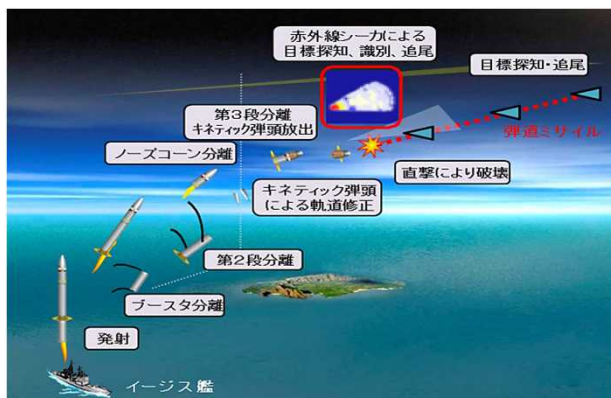 赤外線シーカによる
目標探知、識別、追尾
目標探知・追尾
第３段分離
キネティック弾頭放出
弾道ミサイル
ノーズコーン分離
直撃により破壊
キネティック弾頭
による軌道修正
第２段分離
ブースタ分離
発射
イージス艦